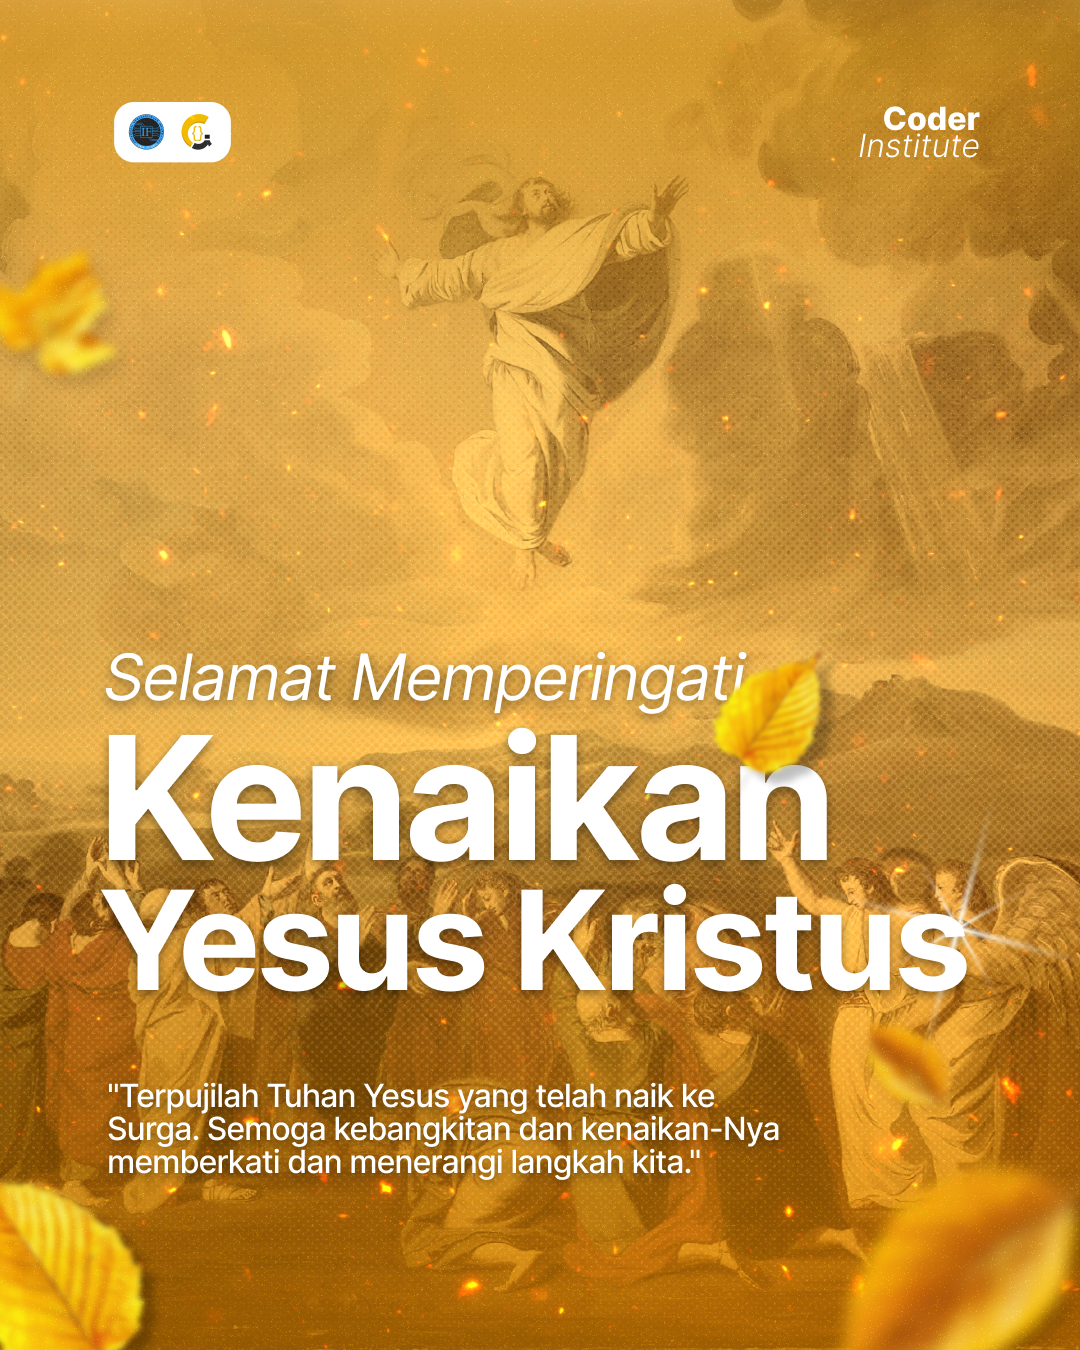 Coder
Institute
Selamat Memperingati
Kenaikan
Yesus Kristus
"Terpujilah Tuhan Yesus yang telah naik ke
Surga. Semoga kebangkitan dan kenaikan-Nya
memberkati dan menerangi langkah kita."